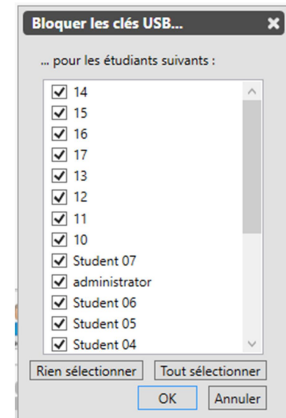 Bloquer les clés USB...
... pour les étudiants suivants :
14
15
16
17
13
12
11
10
Student 07
administrator
Student 06
Student 05
Student 04
Rien sélectionner Tout sélectionner
OK Annuler